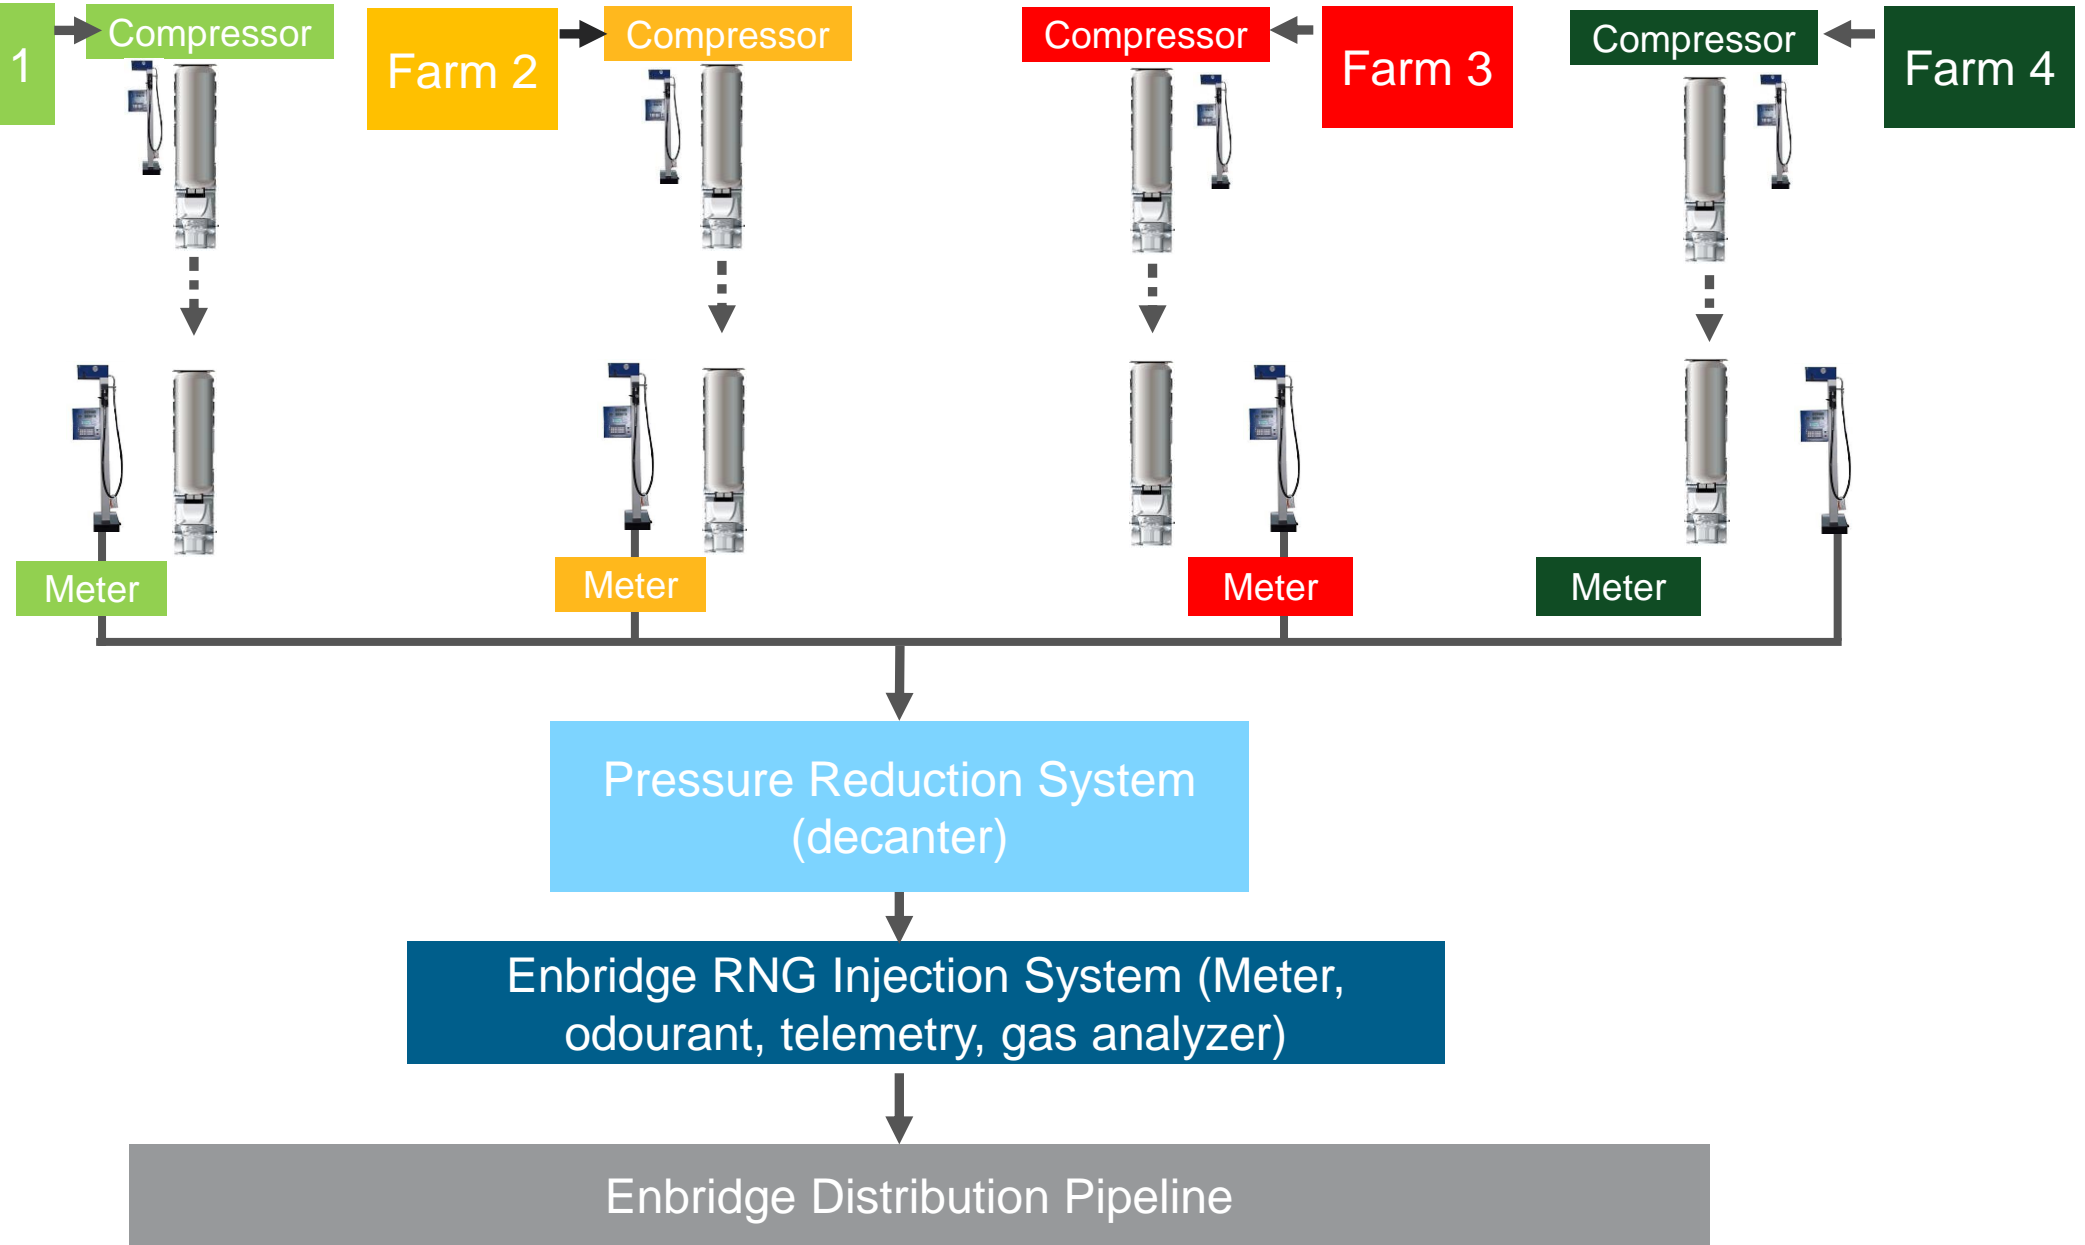 1
Compressor
Farm 2
Compressor
Compressor
Farm 3
Compressor
Farm 4
Meter
Meter
Meter
Meter
Pressure Reduction System
(decanter)
Enbridge RNG Injection System (Meter,
odourant, telemetry, gas analyzer)
Enbridge Distribution Pipeline